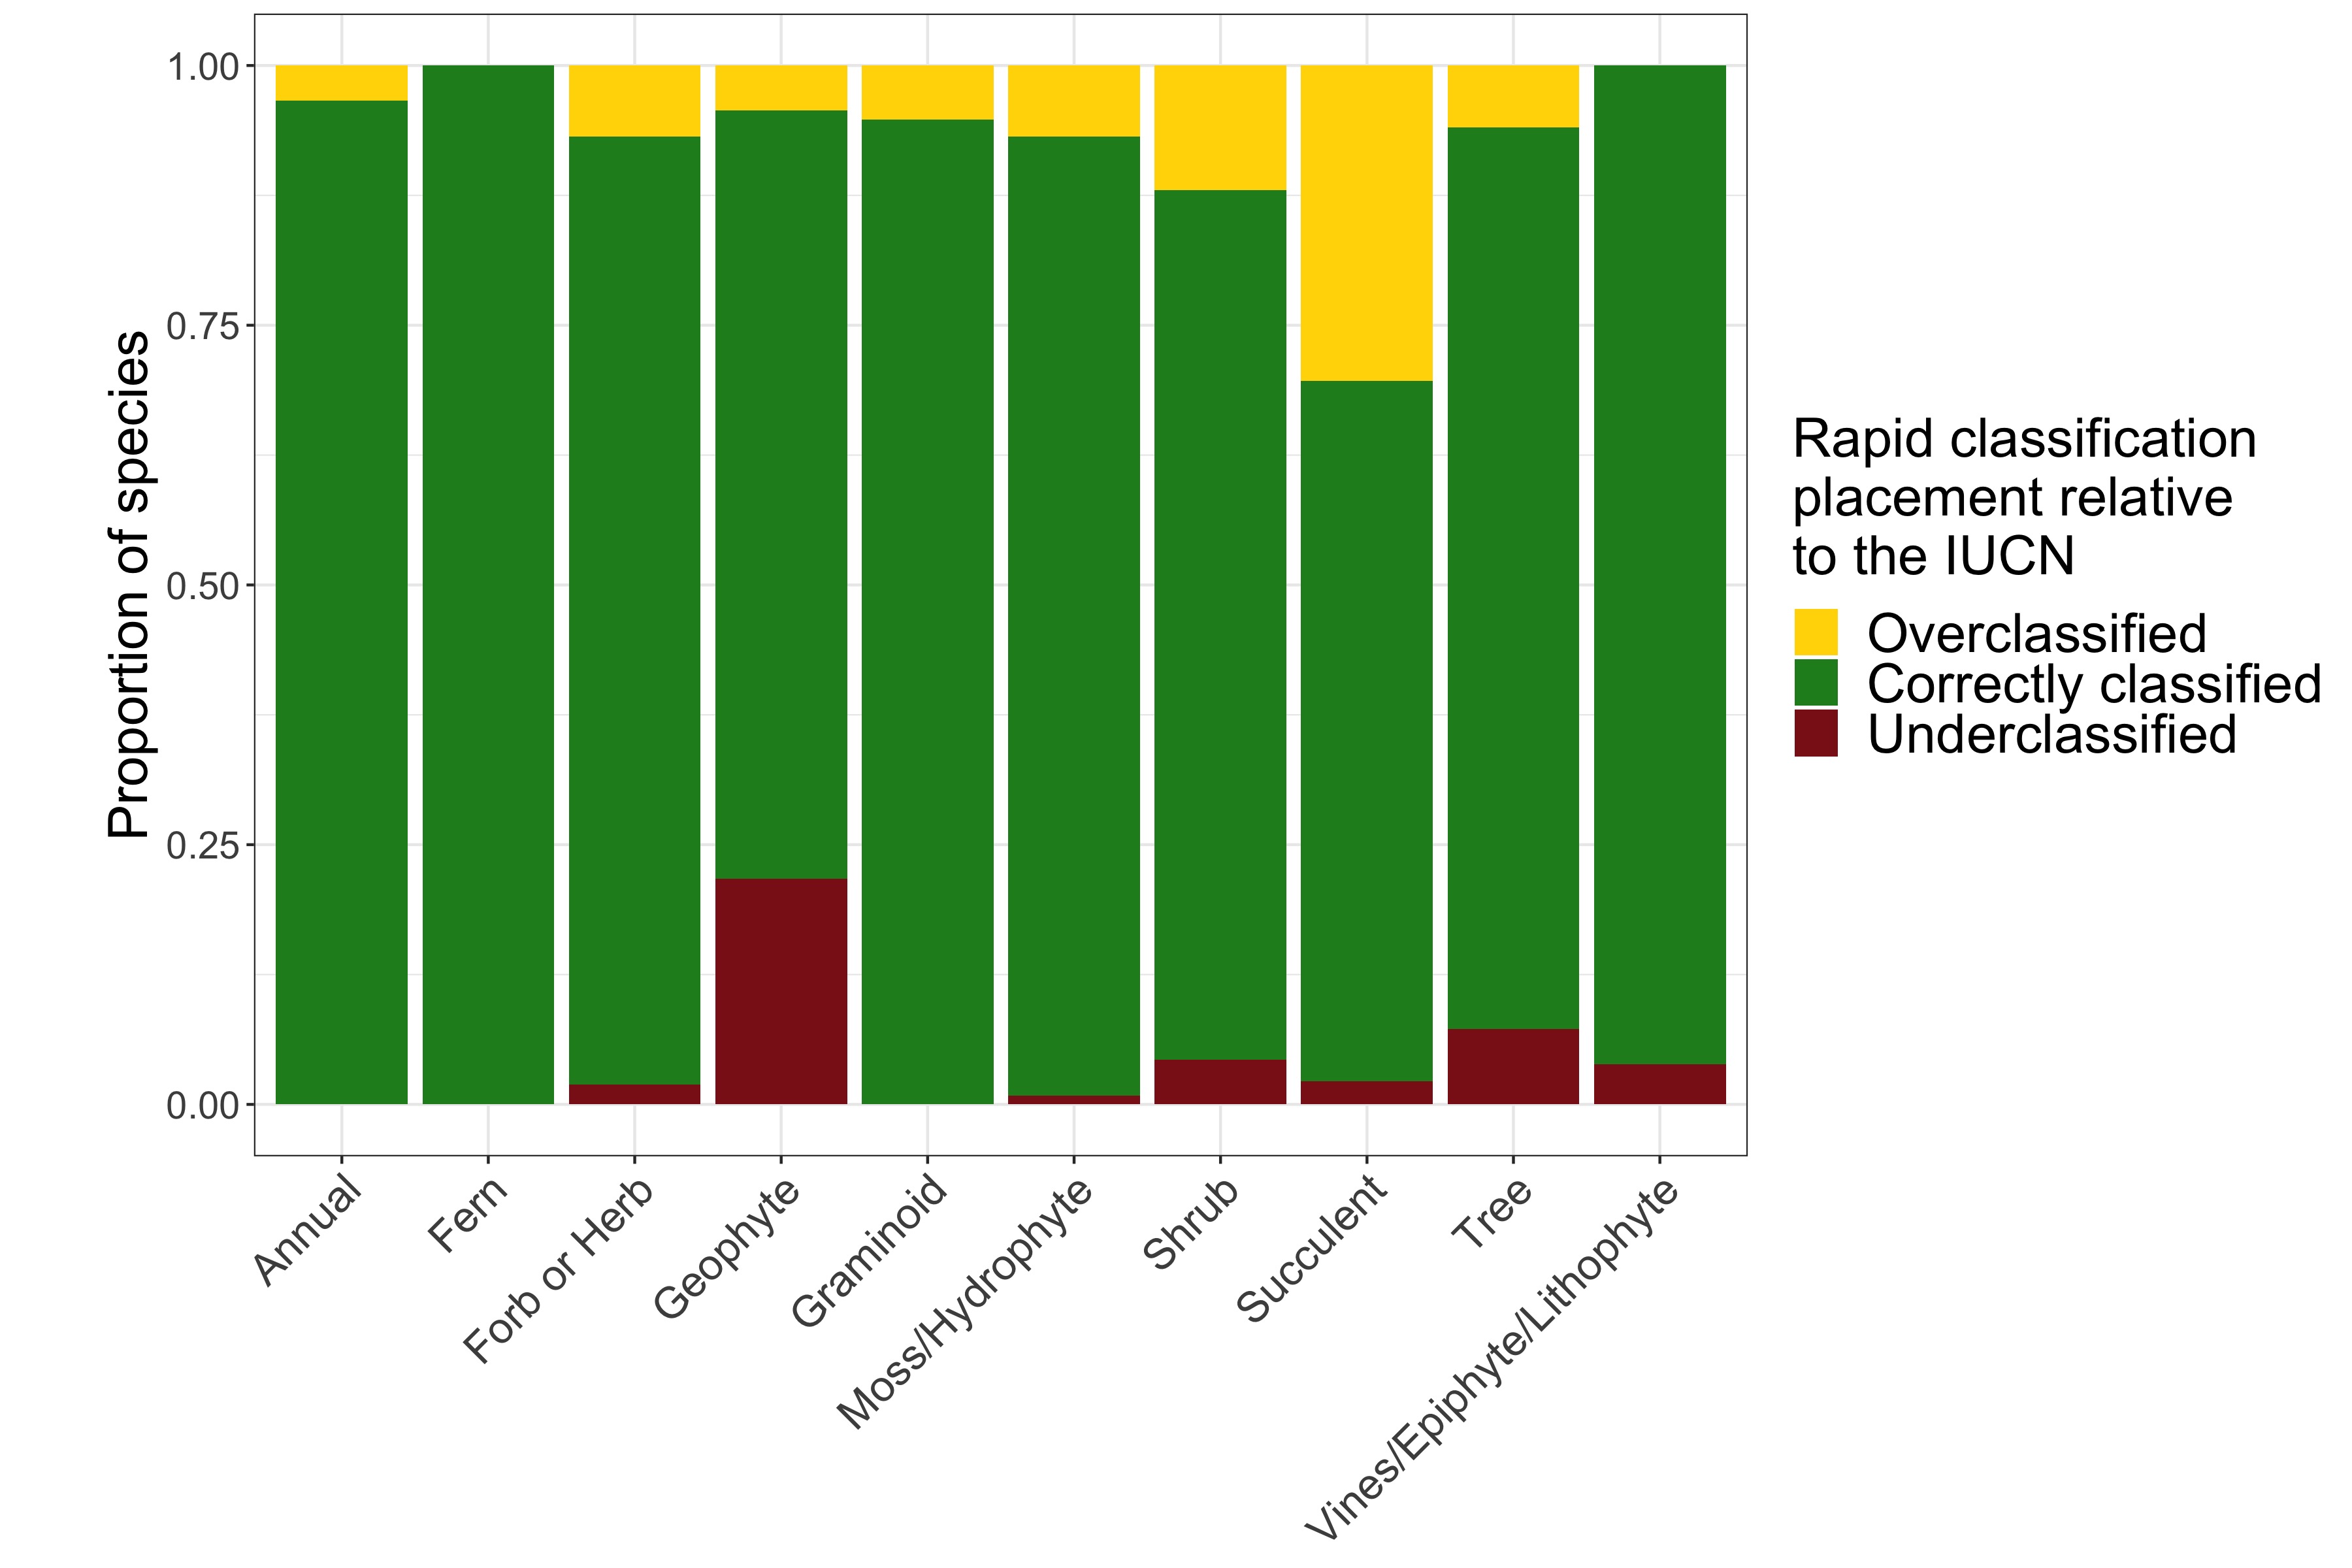 Proportion of species
1.00
0.75
0.50
0.25
0.00
Annual
Fern
Forb or Herb
Geophyte
Graminoid
Moss/Hydrophyte
Shrub
Succulent
Tree
Vines/Epiphyte/Lithophyte
Rapid classification
placement relative
to the IUCN
Overclassified
Correctly classified
Underclassified